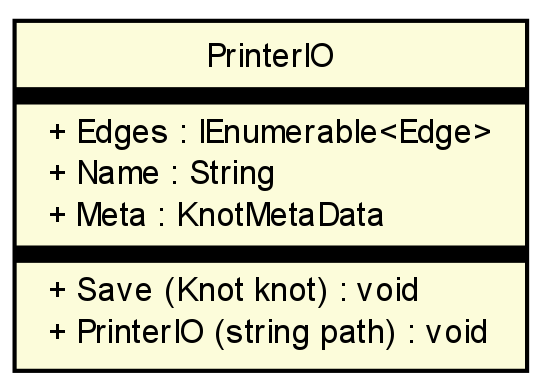 PrinterIO
+ Edges : IEnumerable<Edge>
+ Name : String
+ Meta : KnotMetaData
+ Save (Knot knot) : void
+ PrinterIO (string path) : void